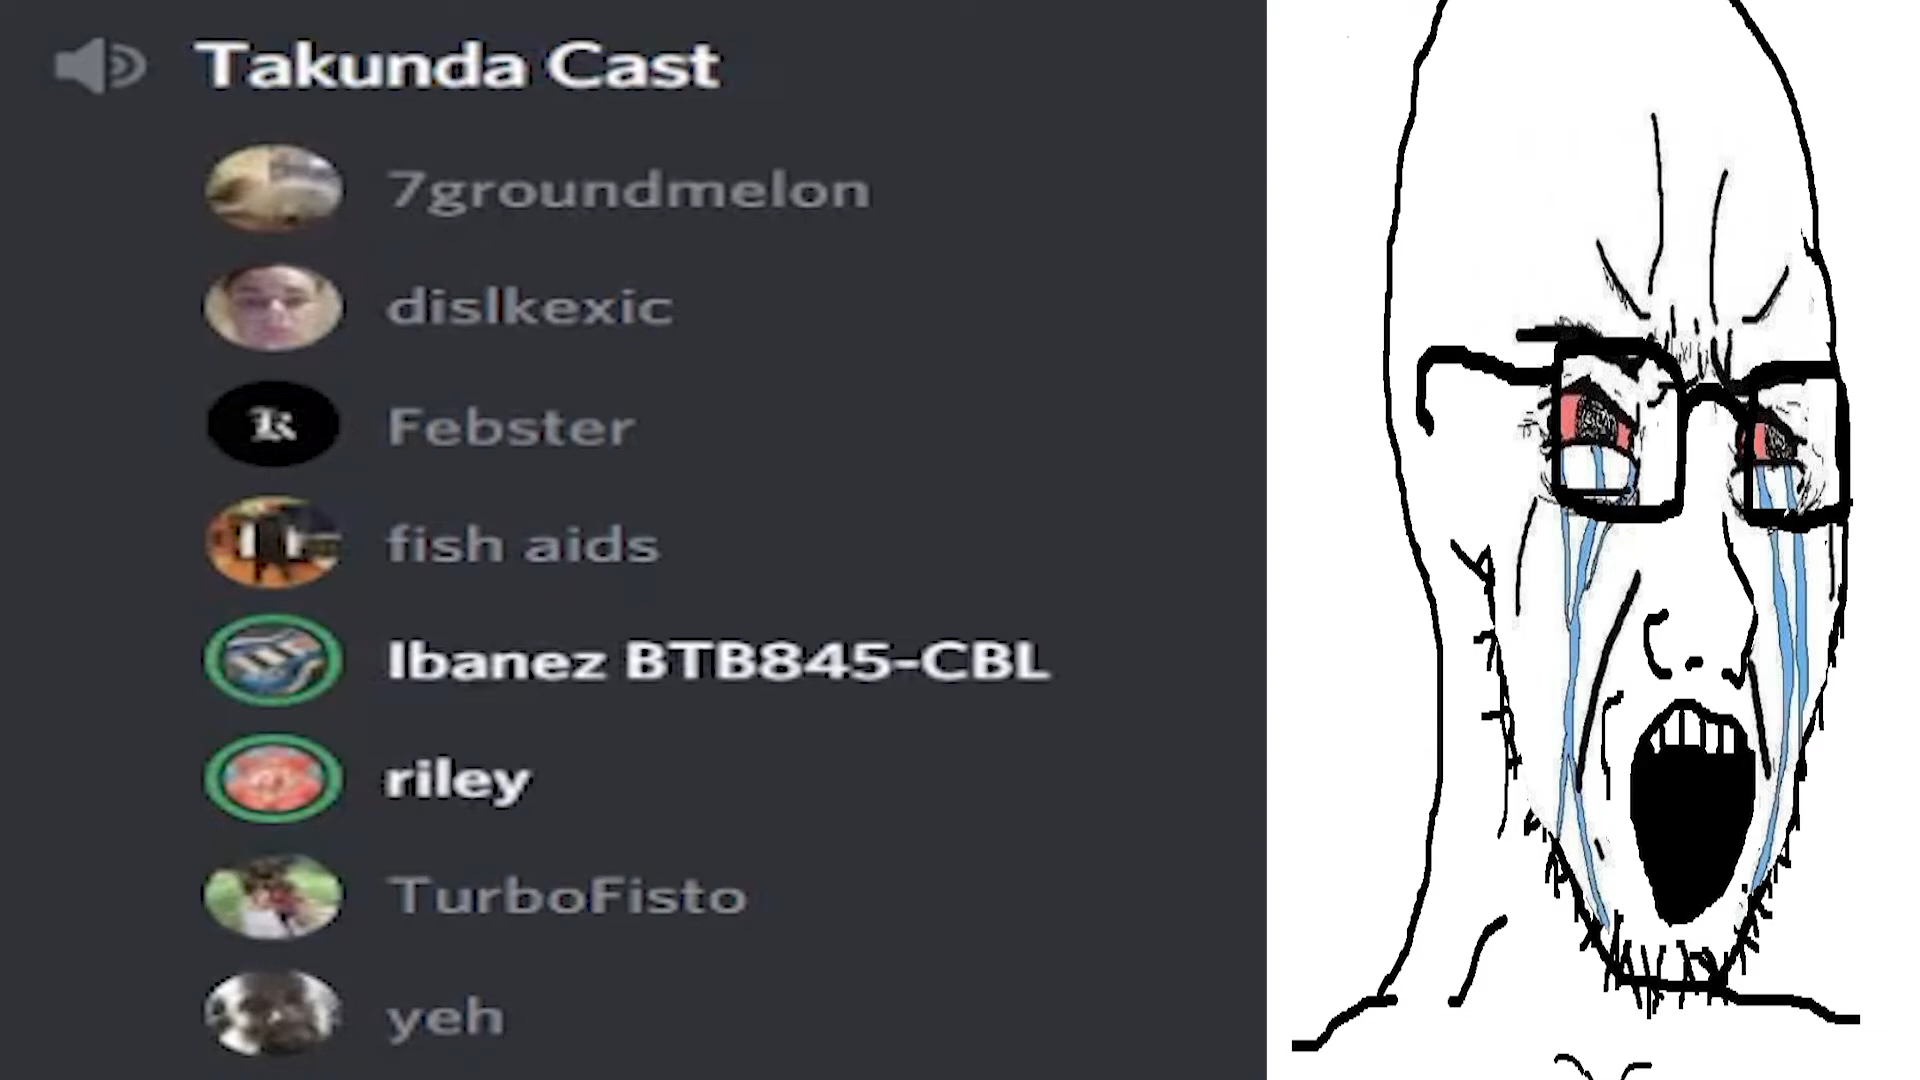 Takunda Cast
7groundmelon
dislkexic
Febster
fish aids
Ibanez BTB845-CBL
riley
TurboFisto
yeh